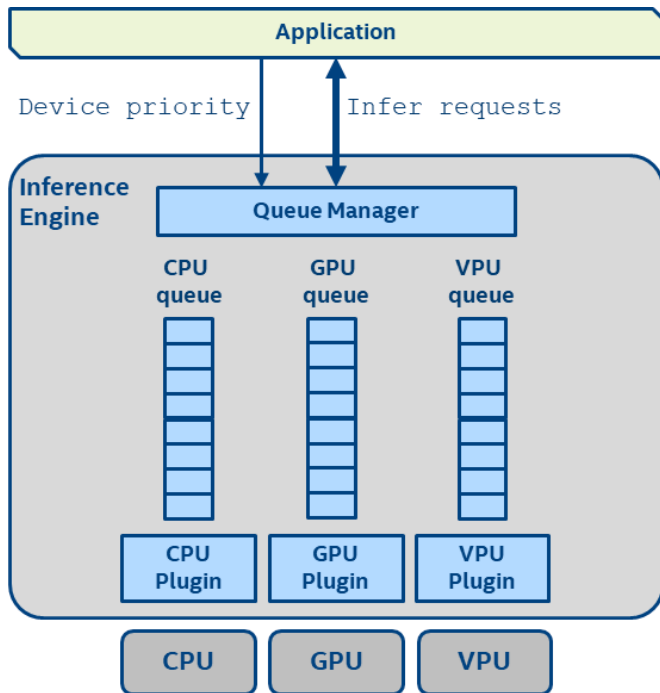 Application
Device priority
Infer requests
Inference
Engine
Queue Manager
CPU
queue
GPU
queue
VPU
queue
CPU
Plugin
GPU
Plugin
VPU
Plugin
CPU
GPU
VPU